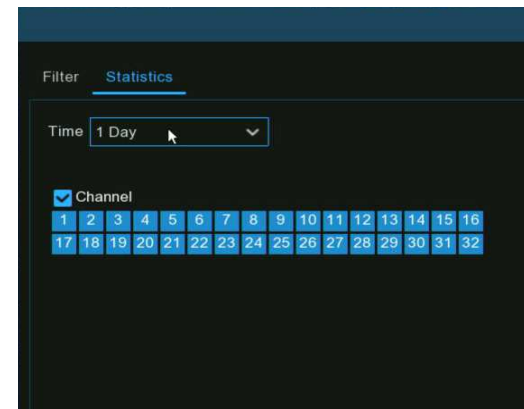 Filter Statistics
Time 1 Day
Channel
1 2 3 4 5 6 7 8 9 10 11 12 13 14 15 16
17 18 19 20 21 22 23 24 25 26 27 28 29 30 31 32